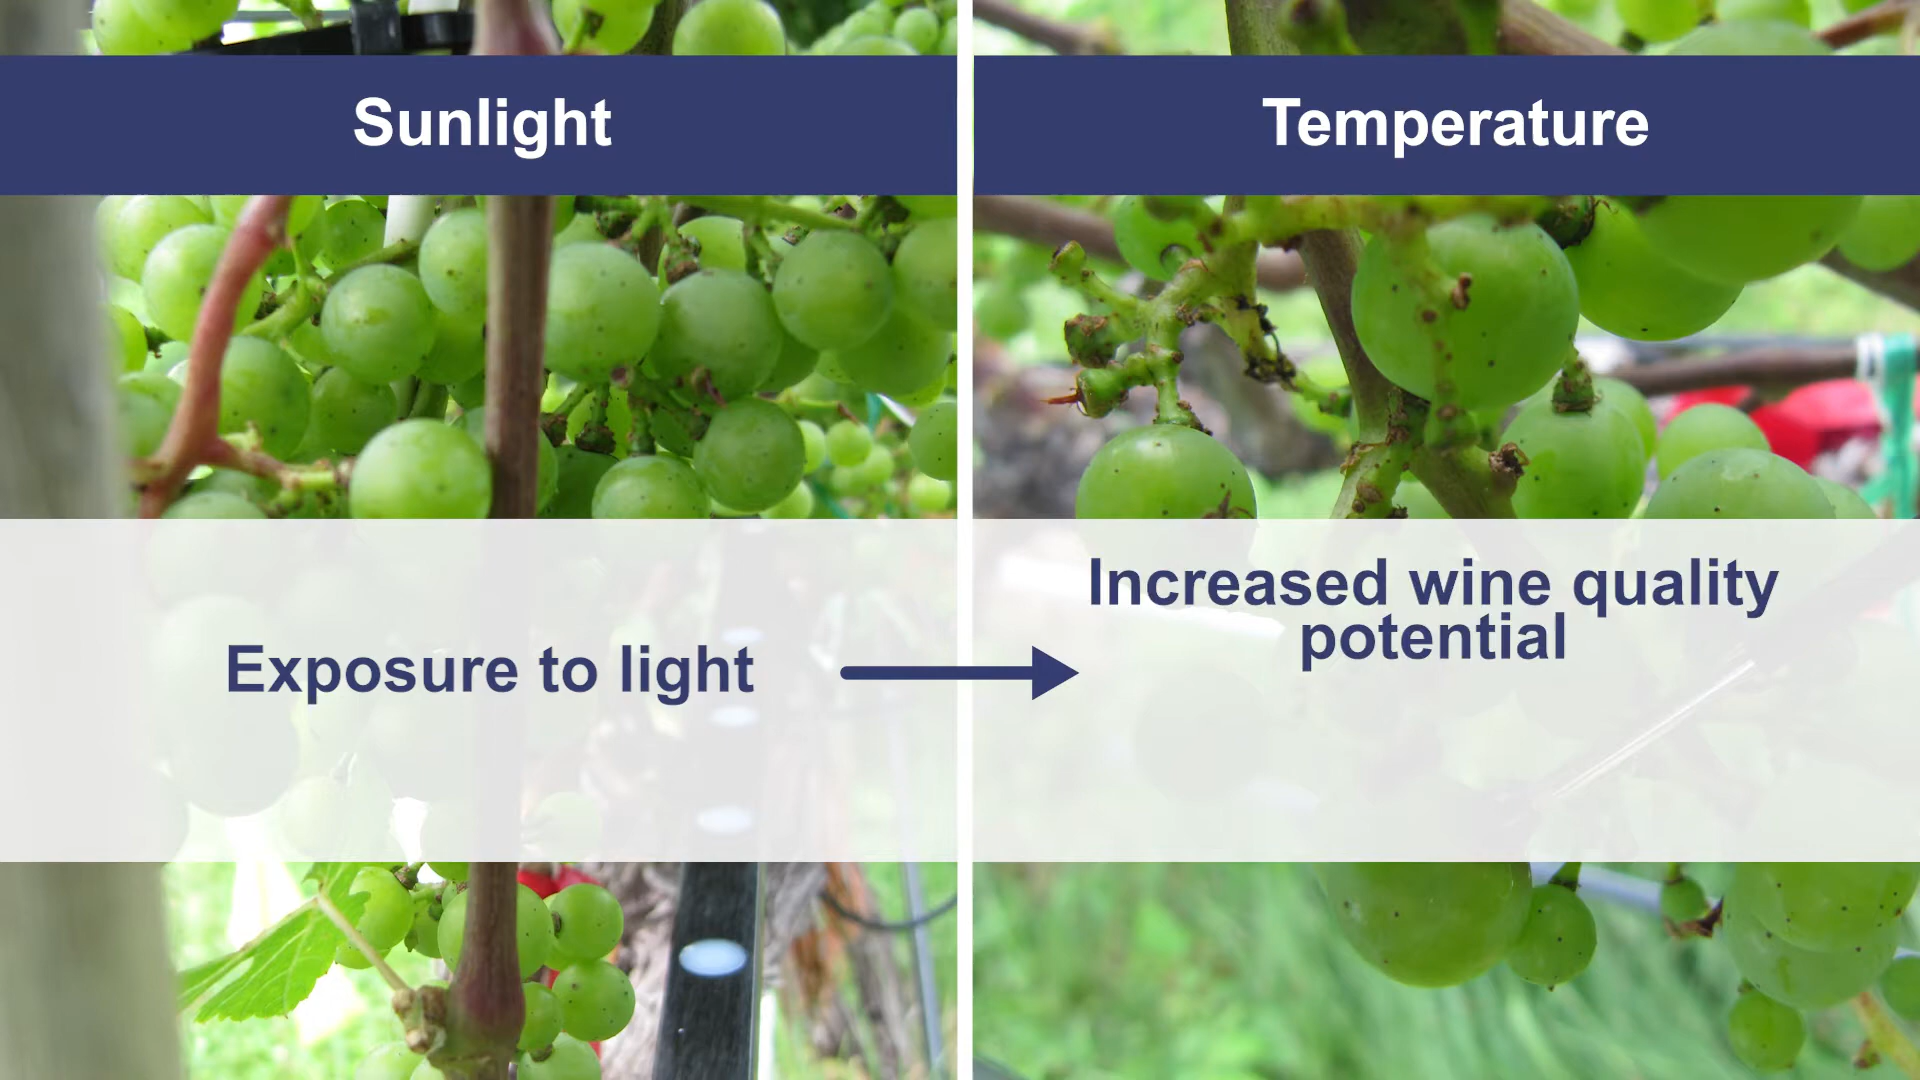 Sunlight
Temperature
Exposure to light
Increased wine quality
potential